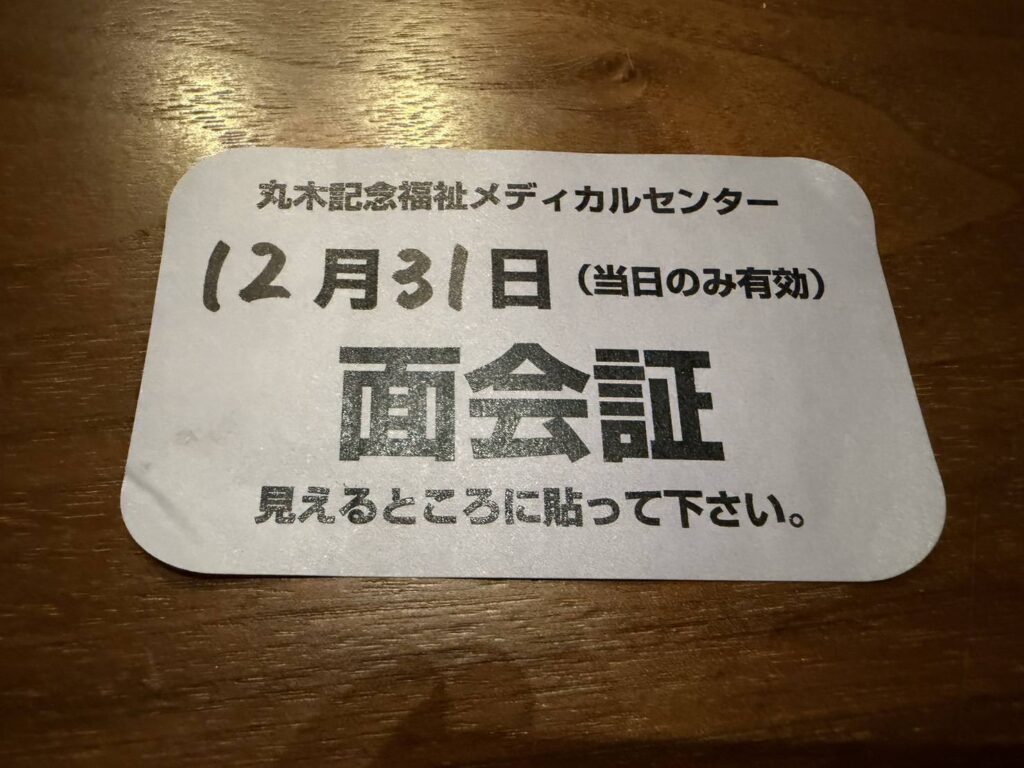 丸木記念福祉メディカルセンター
12月31日（当日のみ有効）
面会証
見えるところに貼って下さい。